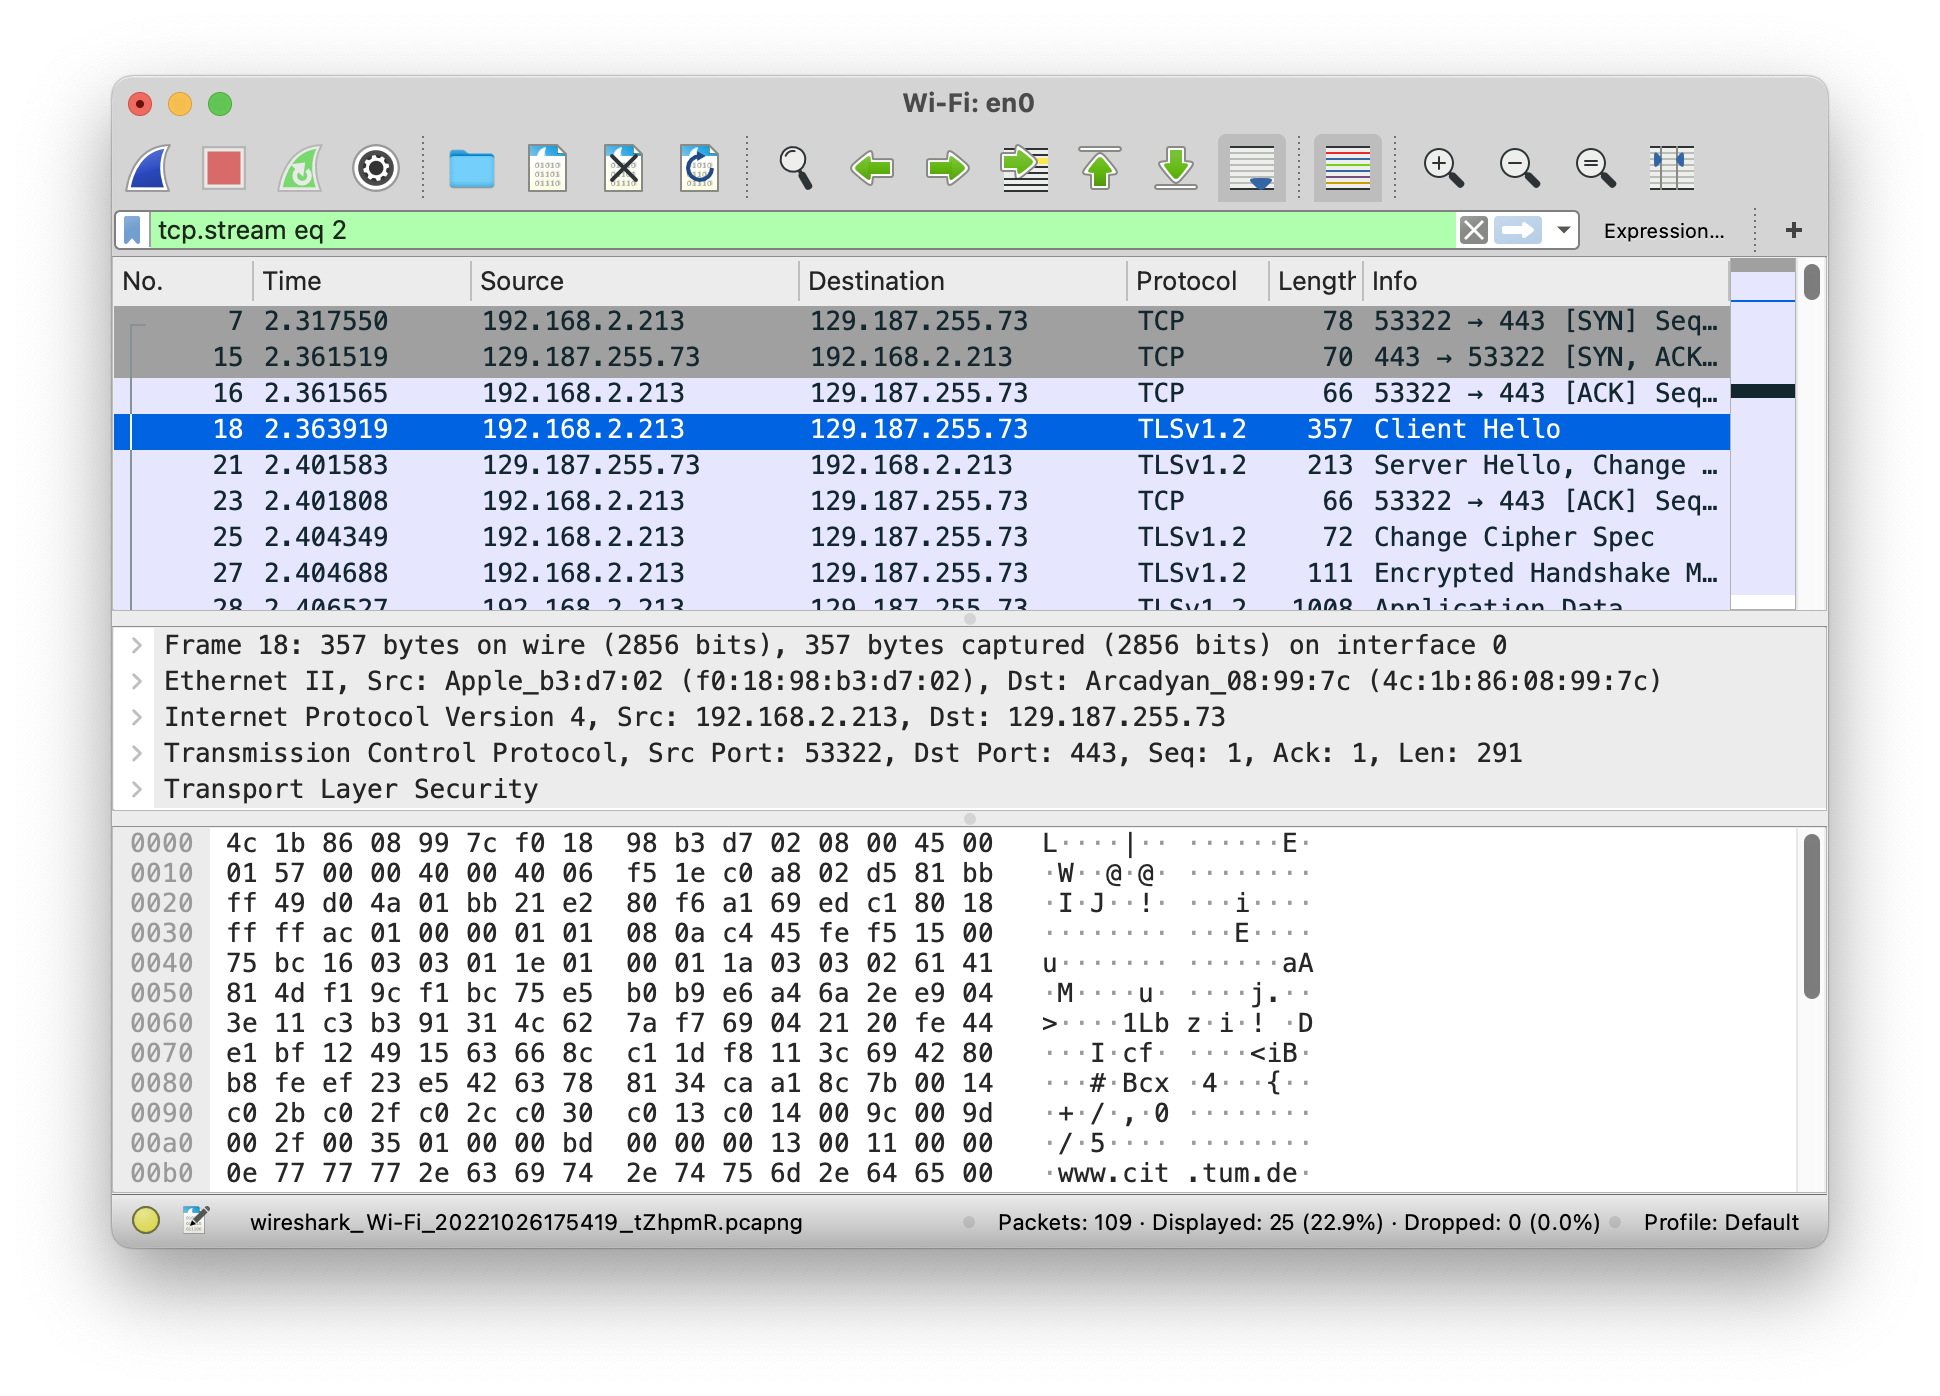 Wi-Fi: en0
tcp.stream eq 2 Expression… +
No. Time Source Destination Protocol Length Info
7 2.317550 192.168.2.213 129.187.255.73 TCP 78 53322 → 443 [SYN] Seq…
15 2.361519 129.187.255.73 192.168.2.213 TCP 70 443 → 53322 [SYN, ACK…
16 2.361565 192.168.2.213 129.187.255.73 TCP 66 53322 → 443 [ACK] Seq…
18 2.363919 192.168.2.213 129.187.255.73 TLSv1.2 357 Client Hello
21 2.401583 129.187.255.73 192.168.2.213 TLSv1.2 213 Server Hello, Change …
23 2.401808 192.168.2.213 129.187.255.73 TCP 66 53322 → 443 [ACK] Seq…
25 2.404349 192.168.2.213 129.187.255.73 TLSv1.2 72 Change Cipher Spec
27 2.404688 192.168.2.213 129.187.255.73 TLSv1.2 111 Encrypted Handshake M…
28 2.406527 192.168.2.213 129.187.255.73 TLSv1.2 1008 Application Data
Frame 18: 357 bytes on wire (2856 bits), 357 bytes captured (2856 bits) on interface 0
Ethernet II, Src: Apple_b3:d7:02 (f0:18:98:b3:d7:02), Dst: Arcadyan_08:99:7c (4c:1b:86:08:99:7c)
Internet Protocol Version 4, Src: 192.168.2.213, Dst: 129.187.255.73
Transmission Control Protocol, Src Port: 53322, Dst Port: 443, Seq: 1, Ack: 1, Len: 291
Transport Layer Security
0000 4c 1b 86 08 99 7c f0 18 98 b3 d7 02 08 00 45 00 L····|·· ······E·
0010 01 57 00 00 40 00 40 06 f5 1e c0 a8 02 d5 81 bb ·W··@·@· ········
0020 ff 49 d0 4a 01 bb 21 e2 80 f6 a1 69 ed c1 80 18 ·I·J··!· ···i····
0030 ff ff ac 01 00 00 01 01 08 0a c4 45 fe f5 15 00 ········ ···E····
0040 75 bc 16 03 03 01 1e 01 00 01 1a 03 03 02 61 41 u······· ······aA
0050 81 4d f1 9c f1 bc 75 e5 b0 b9 e6 a4 6a 2e e9 04 ·M····u· ····j.··
0060 3e 11 c3 b3 91 31 4c 62 7a f7 69 04 21 20 fe 44 >····1Lb z·i·! ·D
0070 e1 bf 12 49 15 63 66 8c c1 1d f8 11 3c 69 42 80 ···I·cf· ····<iB·
0080 b8 fe ef 23 e5 42 63 78 81 34 ca a1 8c 7b 00 14 ···#·Bcx ·4···{··
0090 c0 2b c0 2f c0 2c c0 30 c0 13 c0 14 00 9c 00 9d ·+·/·,·0 ········
00a0 00 2f 00 35 01 00 00 bd 00 00 00 13 00 11 00 00 ·/·5···· ········
00b0 0e 77 77 77 2e 63 69 74 2e 74 75 6d 2e 64 65 00 ·www.cit .tum.de·
wireshark_Wi-Fi_20221026175419_tZhpmR.pcapng Packets: 109 · Displayed: 25 (22.9%) · Dropped: 0 (0.0%) Profile: Default